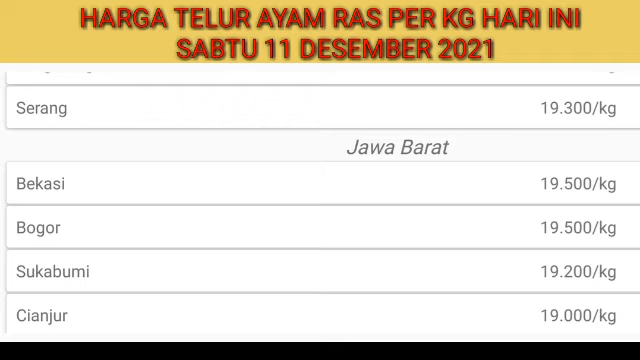 HARGA TELUR AYAM RAS PER KG HARI INI
SABTU 11 DESEMBER 2021
Serang 19.300/kg
Jawa Barat
Bekasi 19.500/kg
Bogor 19.500/kg
Sukabumi 19.200/kg
Cianjur 19.000/kg